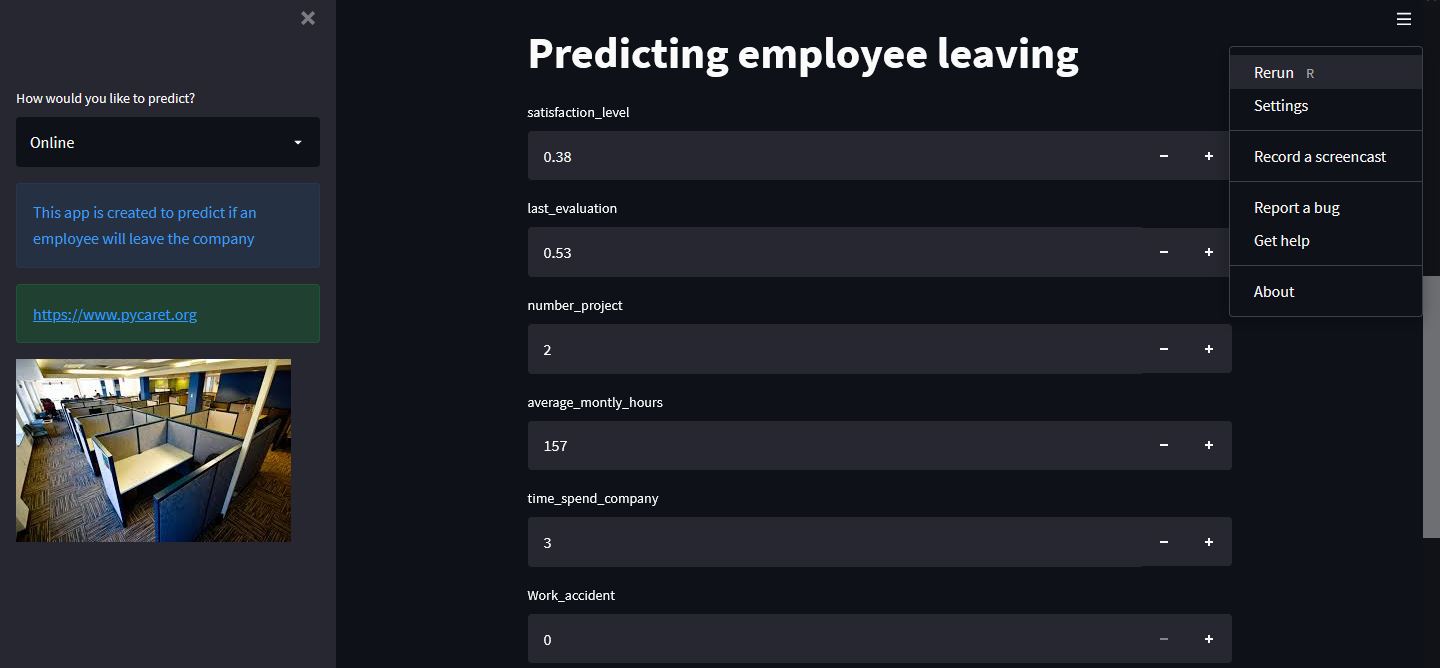 How would you like to predict?
Online
This app is created to predict if an
employee will leave the company
https://www.pycaret.org
Predicting employee leaving
satisfaction_level
0.38
last_evaluation
0.53
number_project
2
average_montly_hours
157
time_spend_company
3
Work_accident
0
Rerun R
Settings
Record a screencast
Report a bug
Get help
About